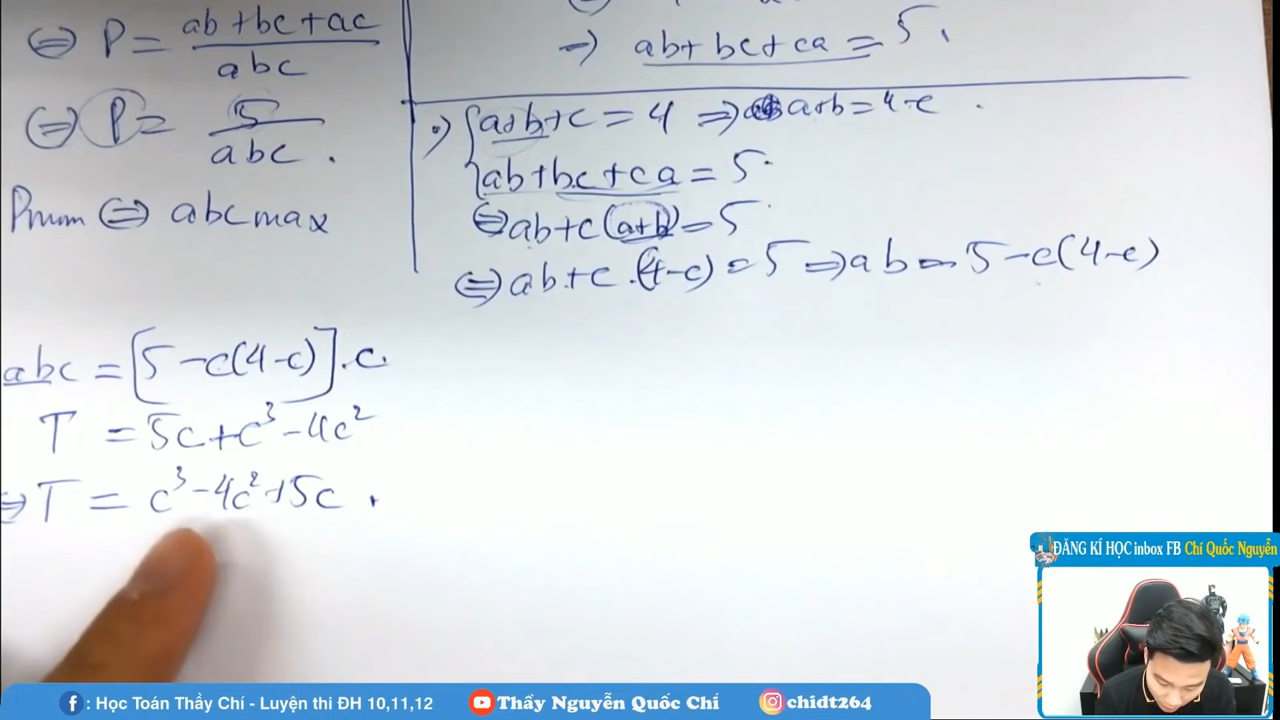 ⇔ P = ab+bc+ac / abc
⇔ P = 5 / abc .
Pmin ⇔ abc max
→) ab+bc+ca = 5 .
•) { a+b+c = 4 ⇒ a+b = 4-c .
ab+bc+ca = 5 .
⇔ ab+c(a+b) = 5
⇔ ab+c.(4-c) = 5 ⇒ ab = 5-c(4-c)
abc = [5-c(4-c)].c.
T = 5c+c³-4c²
⇒ T = c³-4c²+5c .
ĐĂNG KÍ HỌC inbox FB Chí Quốc Nguyễn
: Học Toán Thầy Chí - Luyện thi ĐH 10,11,12 Thầy Nguyễn Quốc Chí chidt264